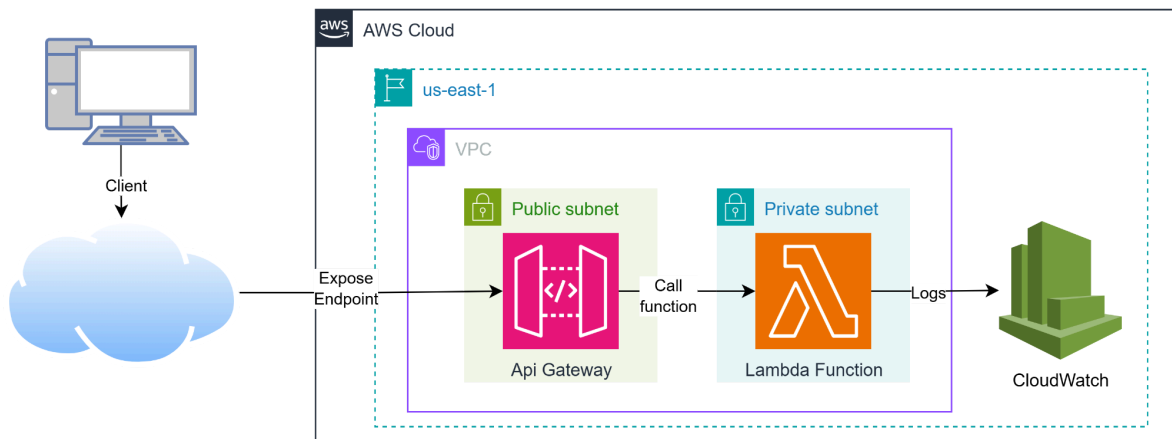 aws
AWS Cloud
us-east-1
VPC
Client
Public subnet
Private subnet
Expose
Endpoint
</>
Call
function
Logs
Api Gateway
Lambda Function
CloudWatch